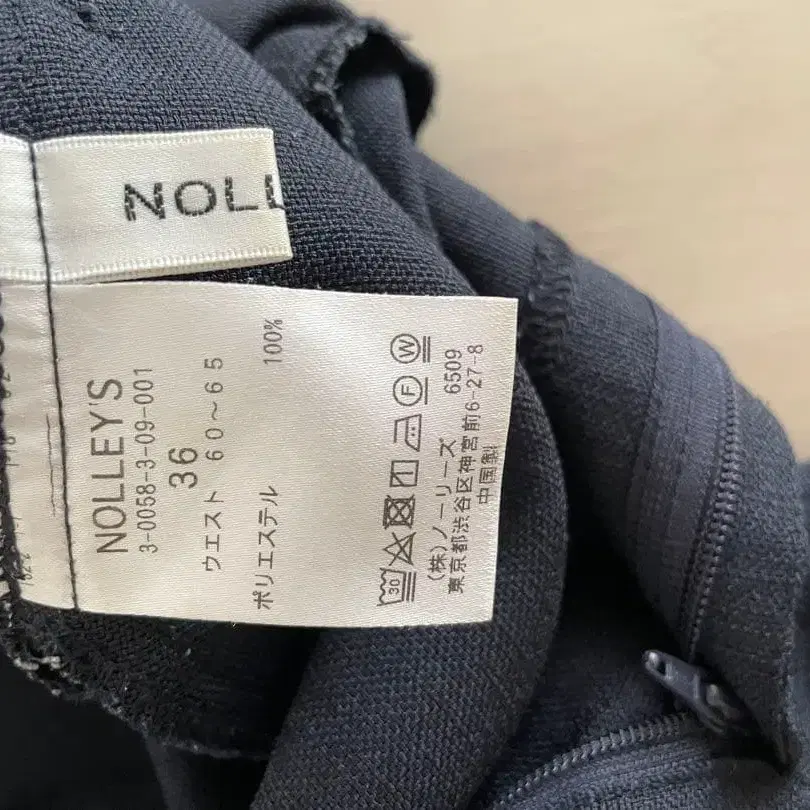 NOLL
NOLLEY'S
3-0058-3-09-001
36
ウエスト 60～65
ポリエステル 100%
30 F W
(株)ノーリーズ 6509
東京都渋谷区神宮前6-27-8
中国製